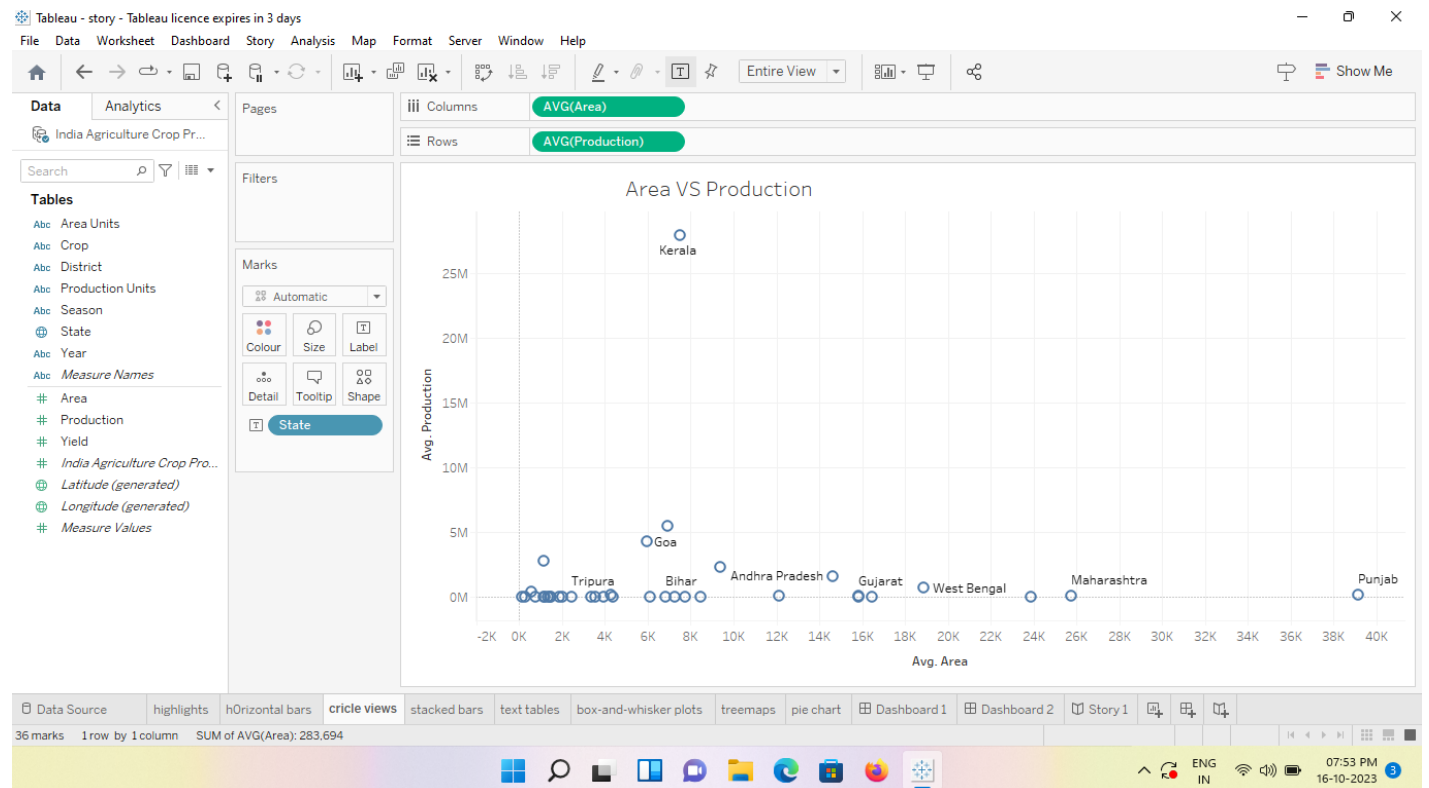 Tableau - story - Tableau licence expires in 3 days
File Data Worksheet Dashboard Story Analysis Map Format Server Window Help
Entire View
Show Me
Data Analytics
India Agriculture Crop Pr...
Search
Tables
Abc Area Units
Abc Crop
Abc District
Abc Production Units
Abc Season
State
Abc Year
Abc Measure Names
# Area
# Production
# Yield
# India Agriculture Crop Pro...
Latitude (generated)
Longitude (generated)
# Measure Values
Pages
Filters
Marks
Automatic
Colour Size Label
Detail Tooltip Shape
State
Columns AVG(Area)
Rows AVG(Production)
Area VS Production
Kerala
25M
20M
15M
10M
5M
0M
Avg. Production
Goa
Tripura Bihar Andhra Pradesh Gujarat West Bengal Maharashtra Punjab
-2K 0K 2K 4K 6K 8K 10K 12K 14K 16K 18K 20K 22K 24K 26K 28K 30K 32K 34K 36K 38K 40K
Avg. Area
Data Source highlights h0rizontal bars cricle views stacked bars text tables box-and-whisker plots treemaps pie chart Dashboard 1 Dashboard 2 Story 1
36 marks 1 row by 1 column SUM of AVG(Area): 283,694
ENG
IN
07:53 PM
16-10-2023
3